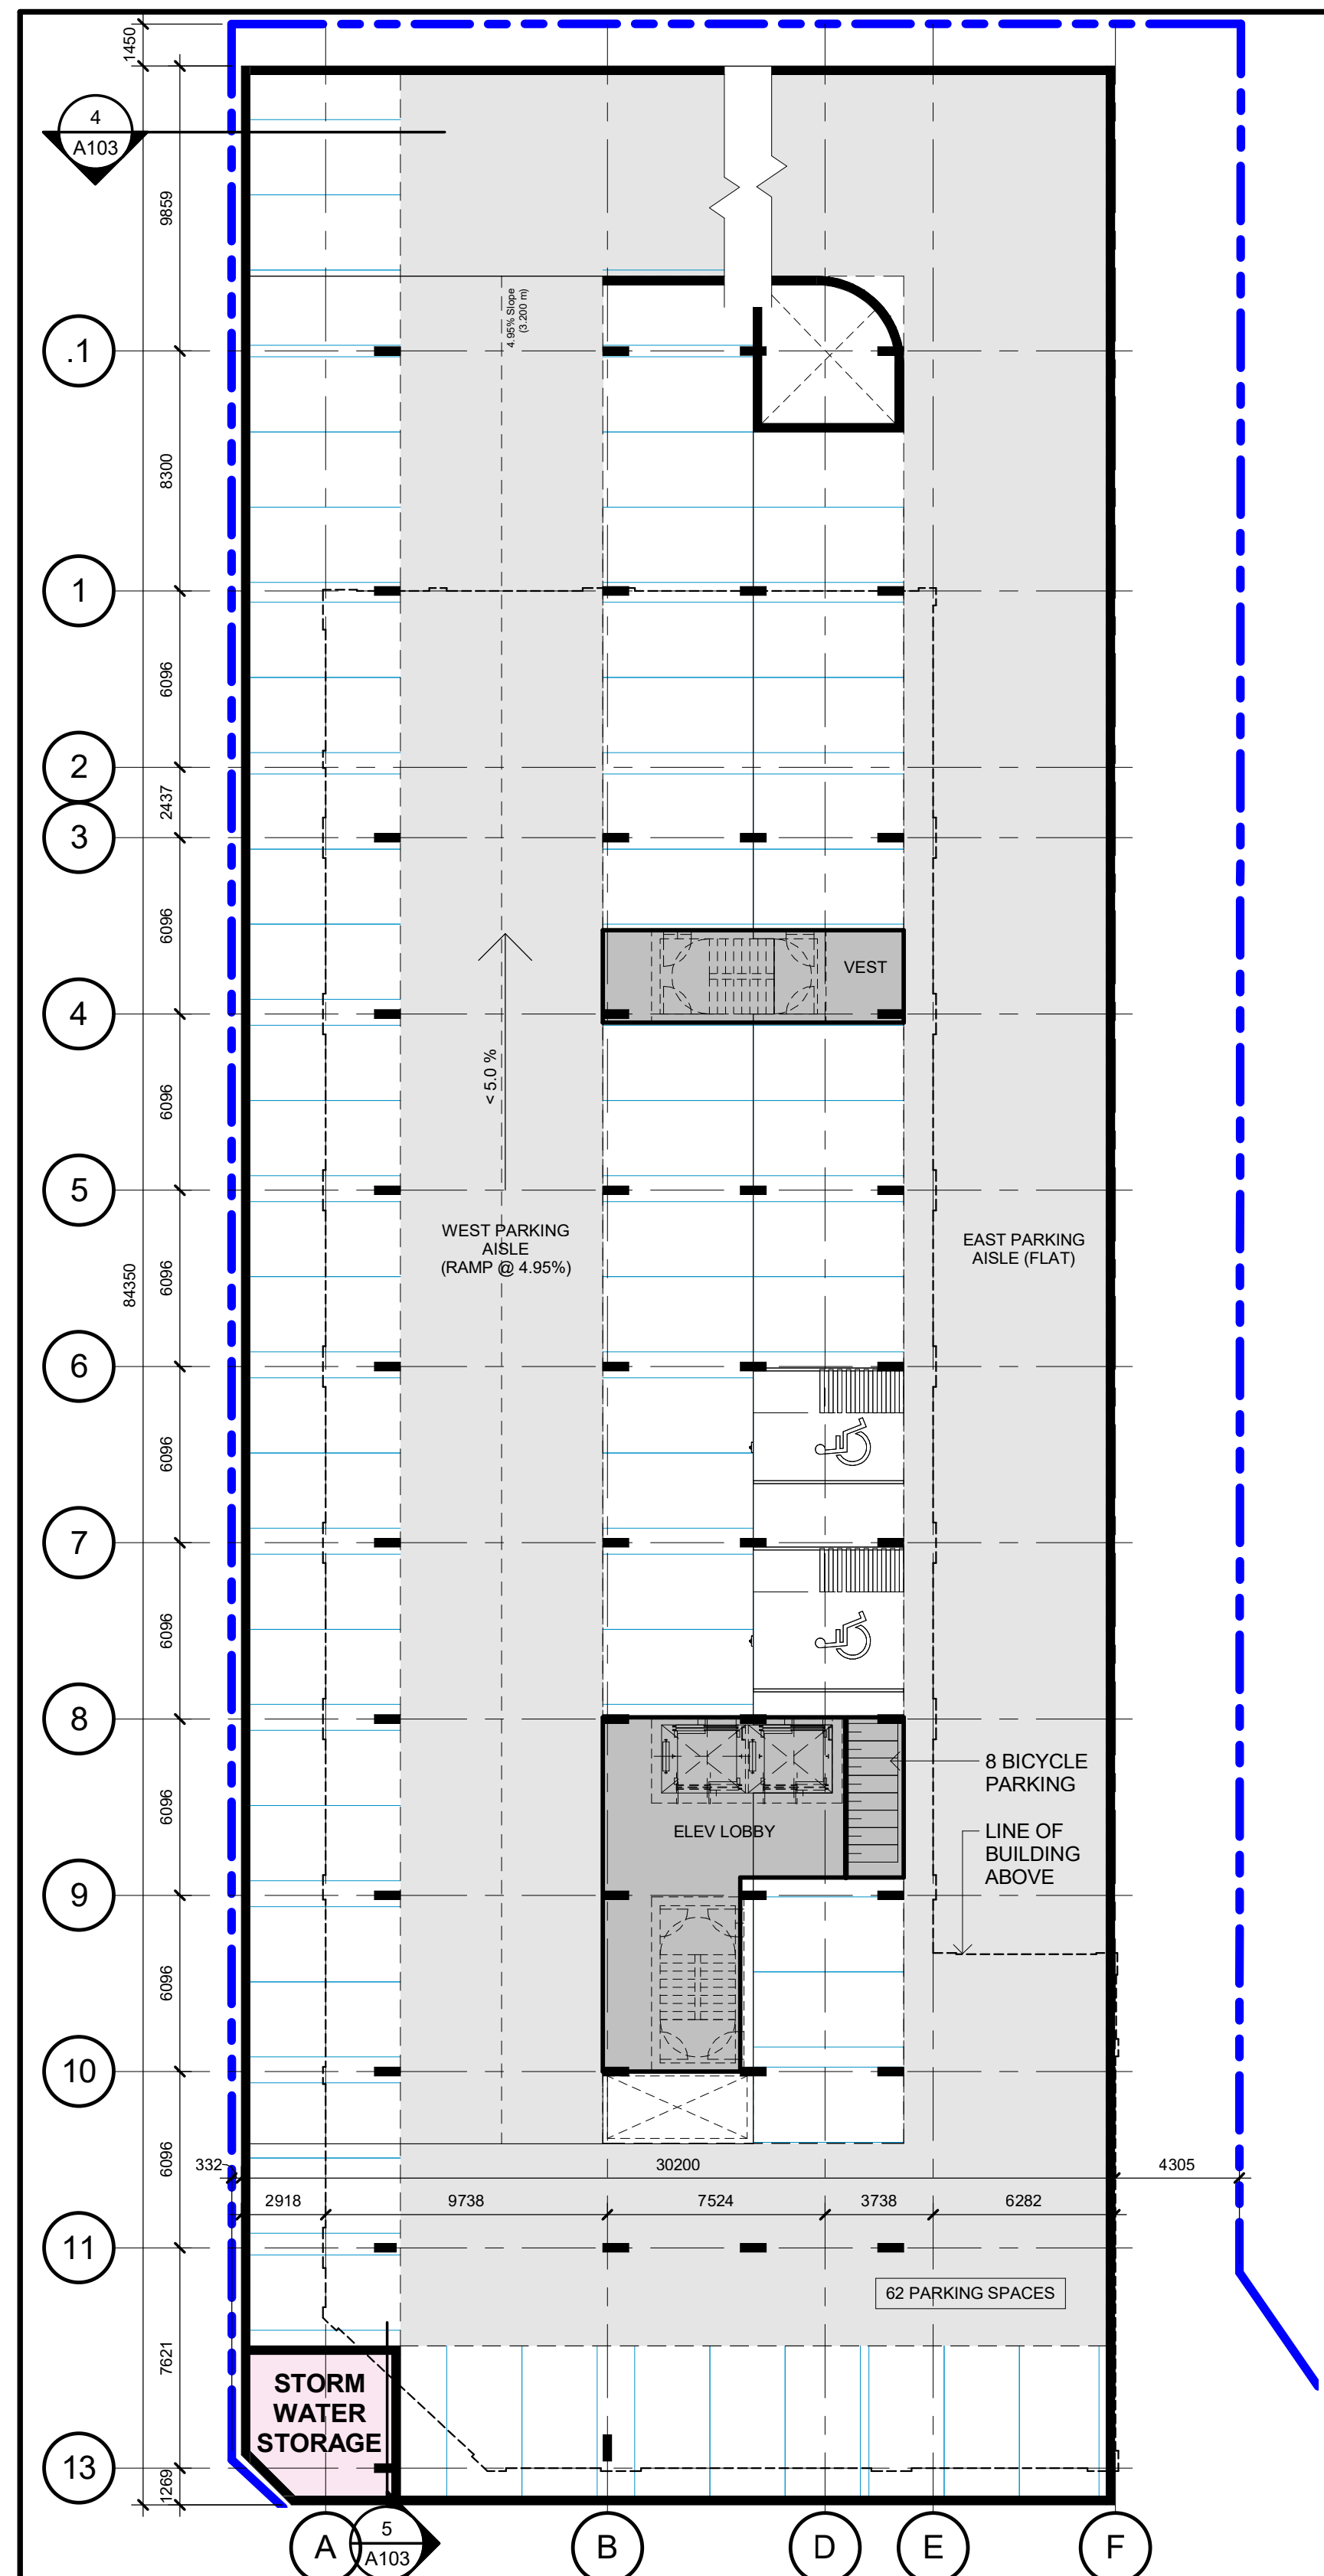 1450
4
A103
9859
4.95% Slope
(3.200 m)
.1
8300
1
6096
2
2437
3
6096
VEST
4
< 5.0 %
6096
5
WEST PARKING
AISLE
(RAMP @ 4.95%)
EAST PARKING
AISLE (FLAT)
84350
6096
6
6096
7
6096
8
8 BICYCLE
PARKING
6096
ELEV LOBBY
LINE OF
BUILDING
ABOVE
9
6096
10
6096
332
30200
4305
2918
9738
7524
3738
6282
11
62 PARKING SPACES
7621
STORM
WATER
STORAGE
13
1269
A
5
A103
B
D
E
F